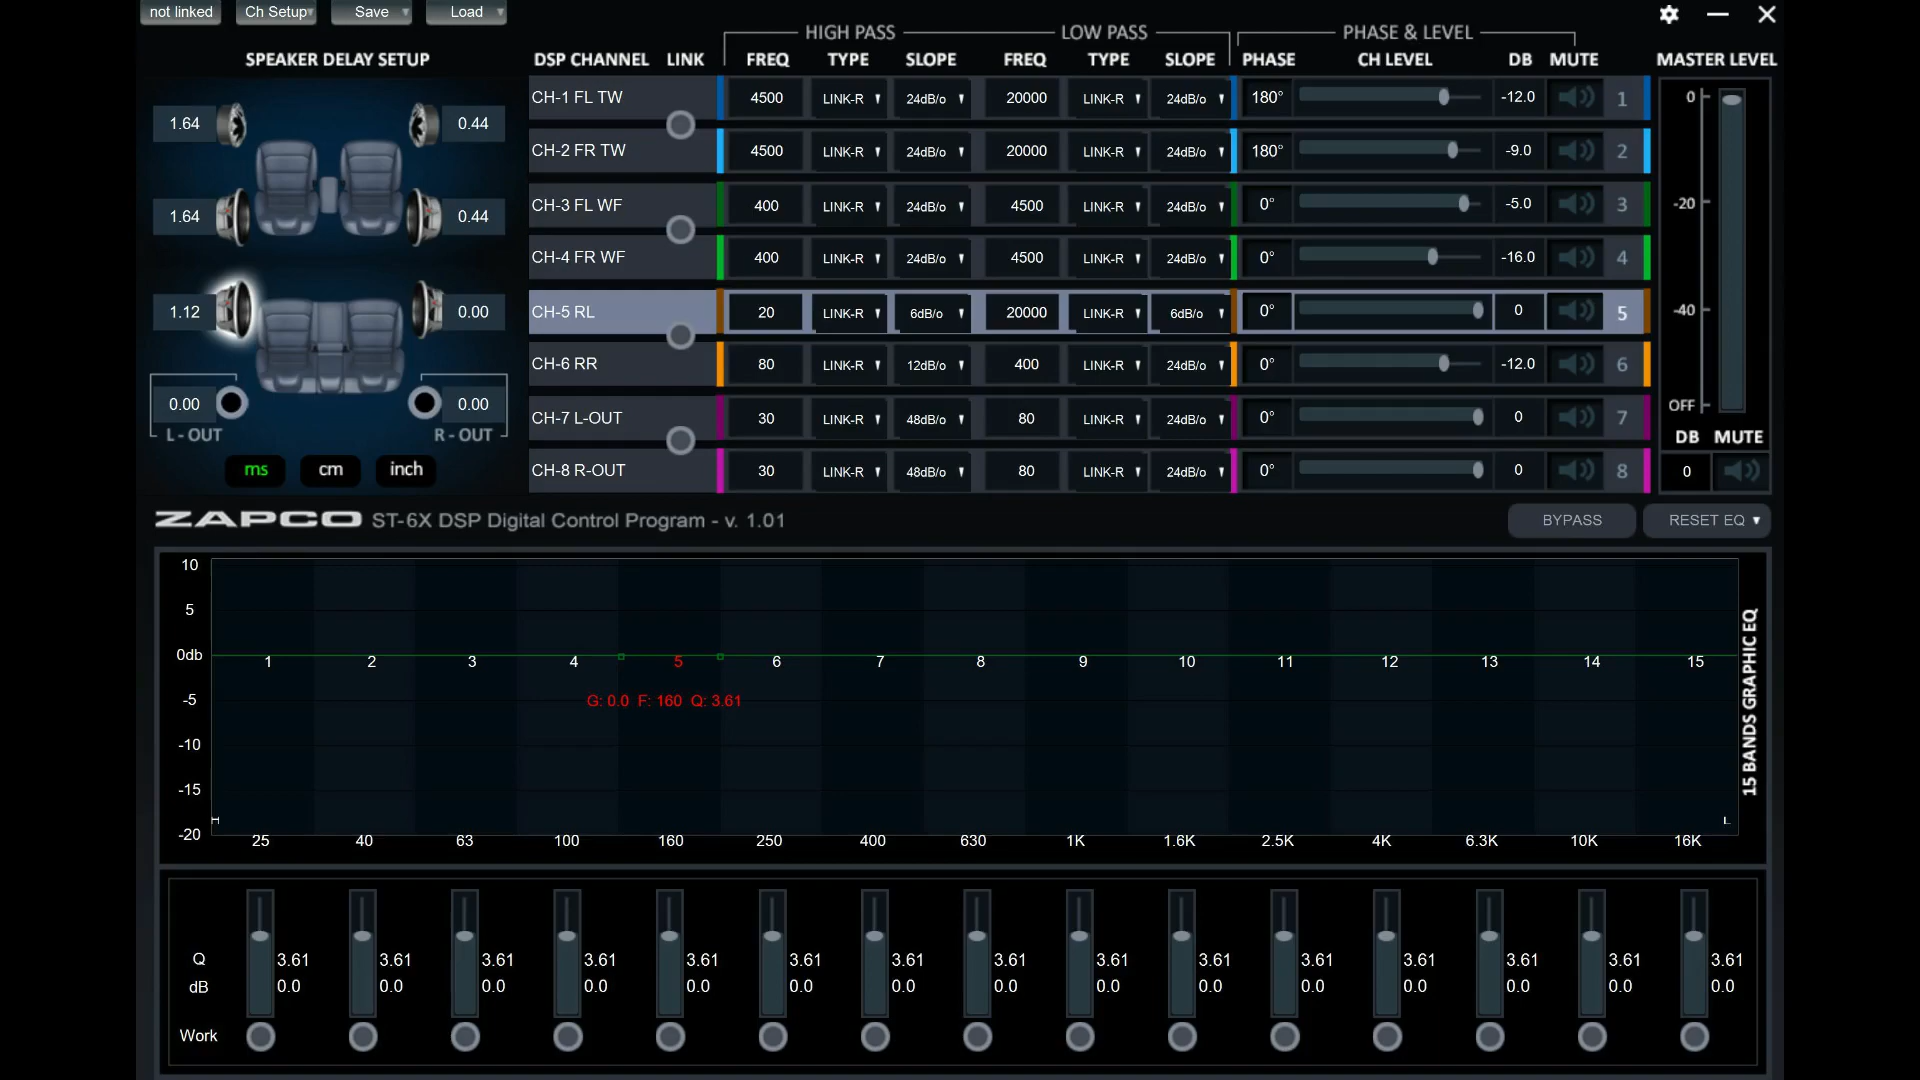 not linked Ch Setup Save Load
HIGH PASS LOW PASS PHASE & LEVEL
SPEAKER DELAY SETUP DSP CHANNEL LINK FREQ TYPE SLOPE FREQ TYPE SLOPE PHASE CH LEVEL DB MUTE MASTER LEVEL
1.64 0.44 CH-1 FL TW 4500 LINK-R 24dB/o 20000 LINK-R 24dB/o 180° -12.0 1 0
CH-2 FR TW 4500 LINK-R 24dB/o 20000 LINK-R 24dB/o 180° -9.0 2
1.64 0.44 CH-3 FL WF 400 LINK-R 24dB/o 4500 LINK-R 24dB/o 0° -5.0 3 -20
CH-4 FR WF 400 LINK-R 24dB/o 4500 LINK-R 24dB/o 0° -16.0 4
1.12 0.00 CH-5 RL 20 LINK-R 6dB/o 20000 LINK-R 6dB/o 0° 0 5 -40
CH-6 RR 80 LINK-R 12dB/o 400 LINK-R 24dB/o 0° -12.0 6
0.00 0.00 CH-7 L-OUT 30 LINK-R 48dB/o 80 LINK-R 24dB/o 0° 0 7 OFF
L - OUT R - OUT DB MUTE
ms cm inch CH-8 R-OUT 30 LINK-R 48dB/o 80 LINK-R 24dB/o 0° 0 8 0
ZAPCO ST-6X DSP Digital Control Program - v. 1.01 BYPASS RESET EQ
10
5
0db 1 2 3 4 5 6 7 8 9 10 11 12 13 14 15
-5 G: 0.0 F: 160 Q: 3.61
-10
-15
-20 H L
25 40 63 100 160 250 400 630 1K 1.6K 2.5K 4K 6.3K 10K 16K
15 BANDS GRAPHIC EQ
Q 3.61 3.61 3.61 3.61 3.61 3.61 3.61 3.61 3.61 3.61 3.61 3.61 3.61 3.61 3.61
dB 0.0 0.0 0.0 0.0 0.0 0.0 0.0 0.0 0.0 0.0 0.0 0.0 0.0 0.0 0.0
Work